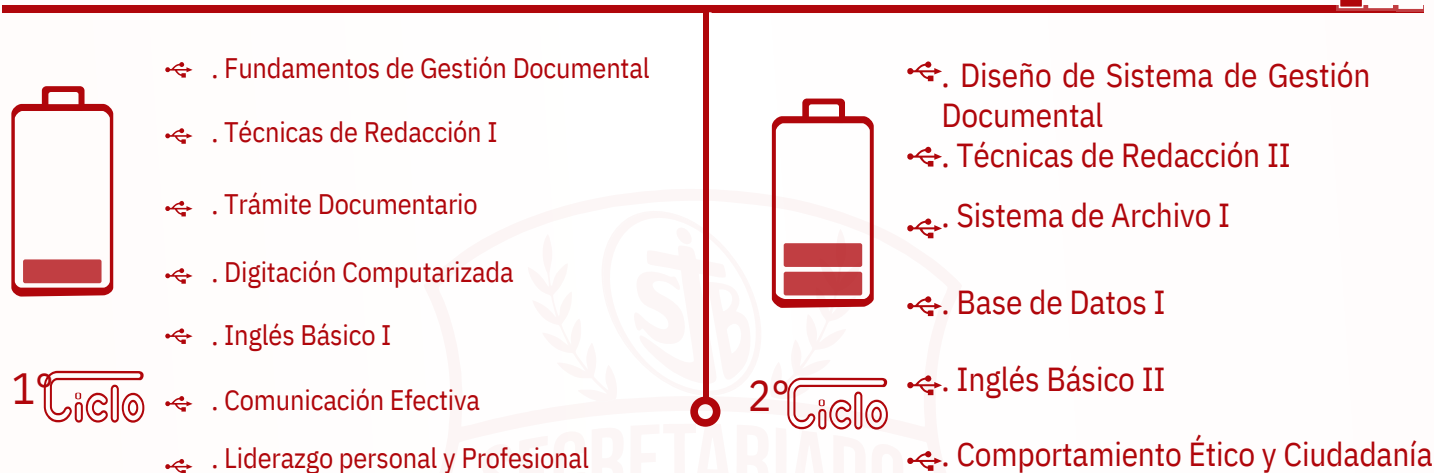 . Fundamentos de Gestión Documental
. Técnicas de Redacción I
. Trámite Documentario
. Digitación Computarizada
. Inglés Básico I
. Comunicación Efectiva
. Liderazgo personal y Profesional
1° Ciclo
. Diseño de Sistema de Gestión
Documental
. Técnicas de Redacción II
. Sistema de Archivo I
. Base de Datos I
. Inglés Básico II
. Comportamiento Ético y Ciudadanía
2° Ciclo
SJB
SECRETARIADO